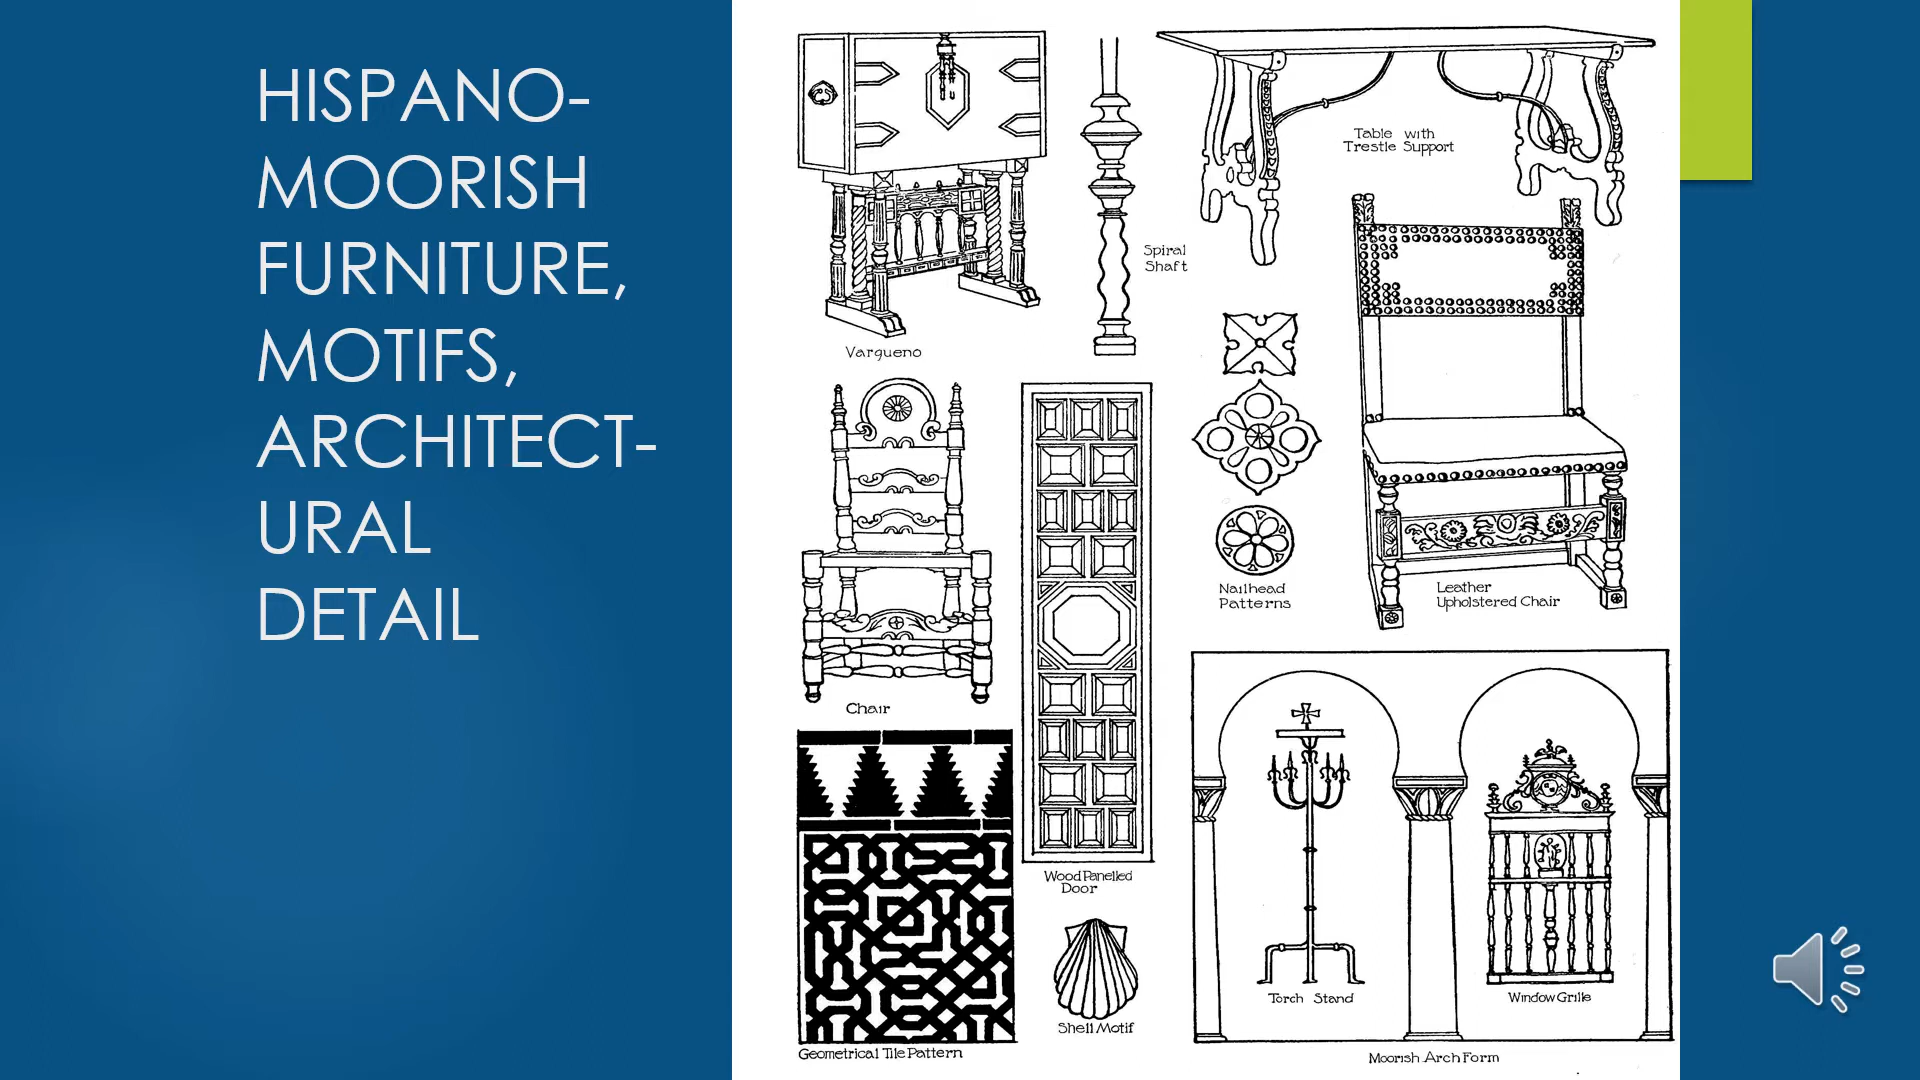 HISPANO-
MOORISH
FURNITURE,
MOTIFS,
ARCHITECT-
URAL
DETAIL
Table with
Trestle Support
Spiral
Shaft
Vargueno
Nailhead
Patterns
Leather
Upholstered Chair
Chair
Wood Panelled
Door
Torch Stand
Window Grille
Shell Motif
Geometrical Tile Pattern
Moorish Arch Form